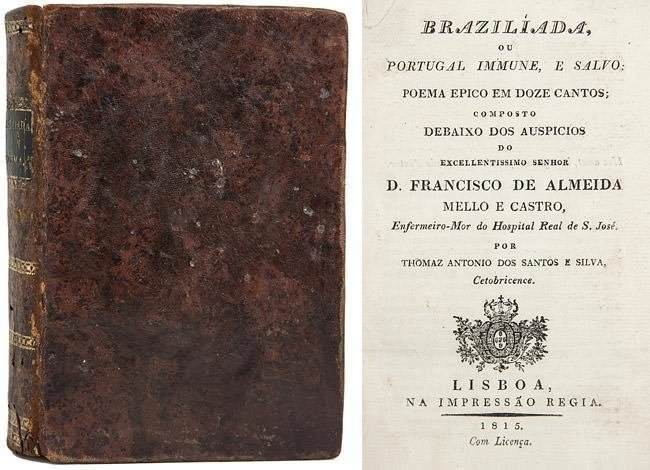 BRAZILÍADA,
OU
PORTUGAL IMMUNE, E SALVO:
POEMA EPICO EM DOZE CANTOS;
COMPOSTO
DEBAIXO DOS AUSPICIOS
DO
EXCELLENTISSIMO SENHOR
D. FRANCISCO DE ALMEIDA
MELLO E CASTRO,
Enfermeiro-Mor do Hospital Real de S. José.
POR
THOMAZ ANTONIO DOS SANTOS E SILVA,
Cetobricence.
LISBOA,
NA IMPRESSÃO REGIA.
1815.
Com Licença.